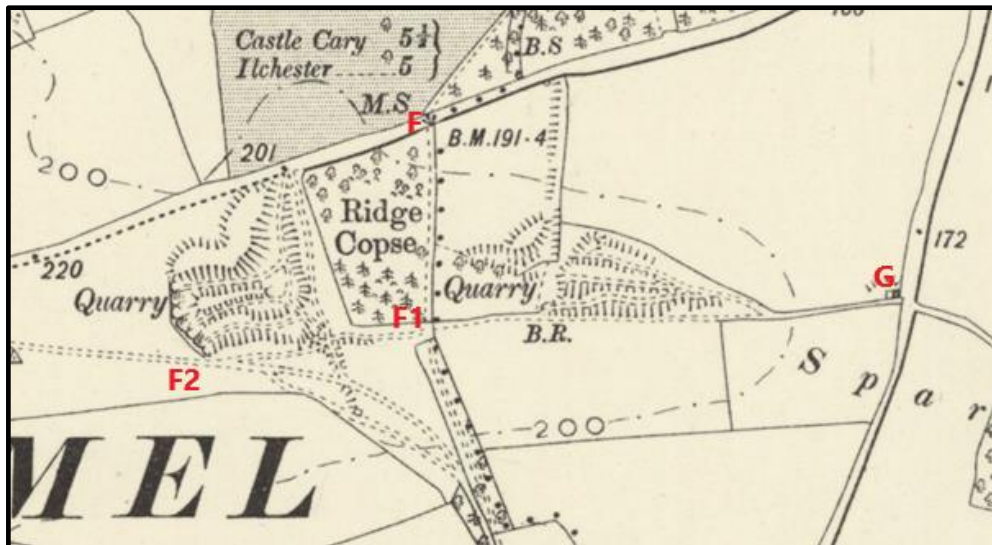 Castle Cary 5½
Ilchester 5
B.S
M.S
F
201
B.M. 191·4
200
Ridge
Copse
172
220
G
Quarry
Quarry
F1
B.R.
F2
Spar
200
MEL